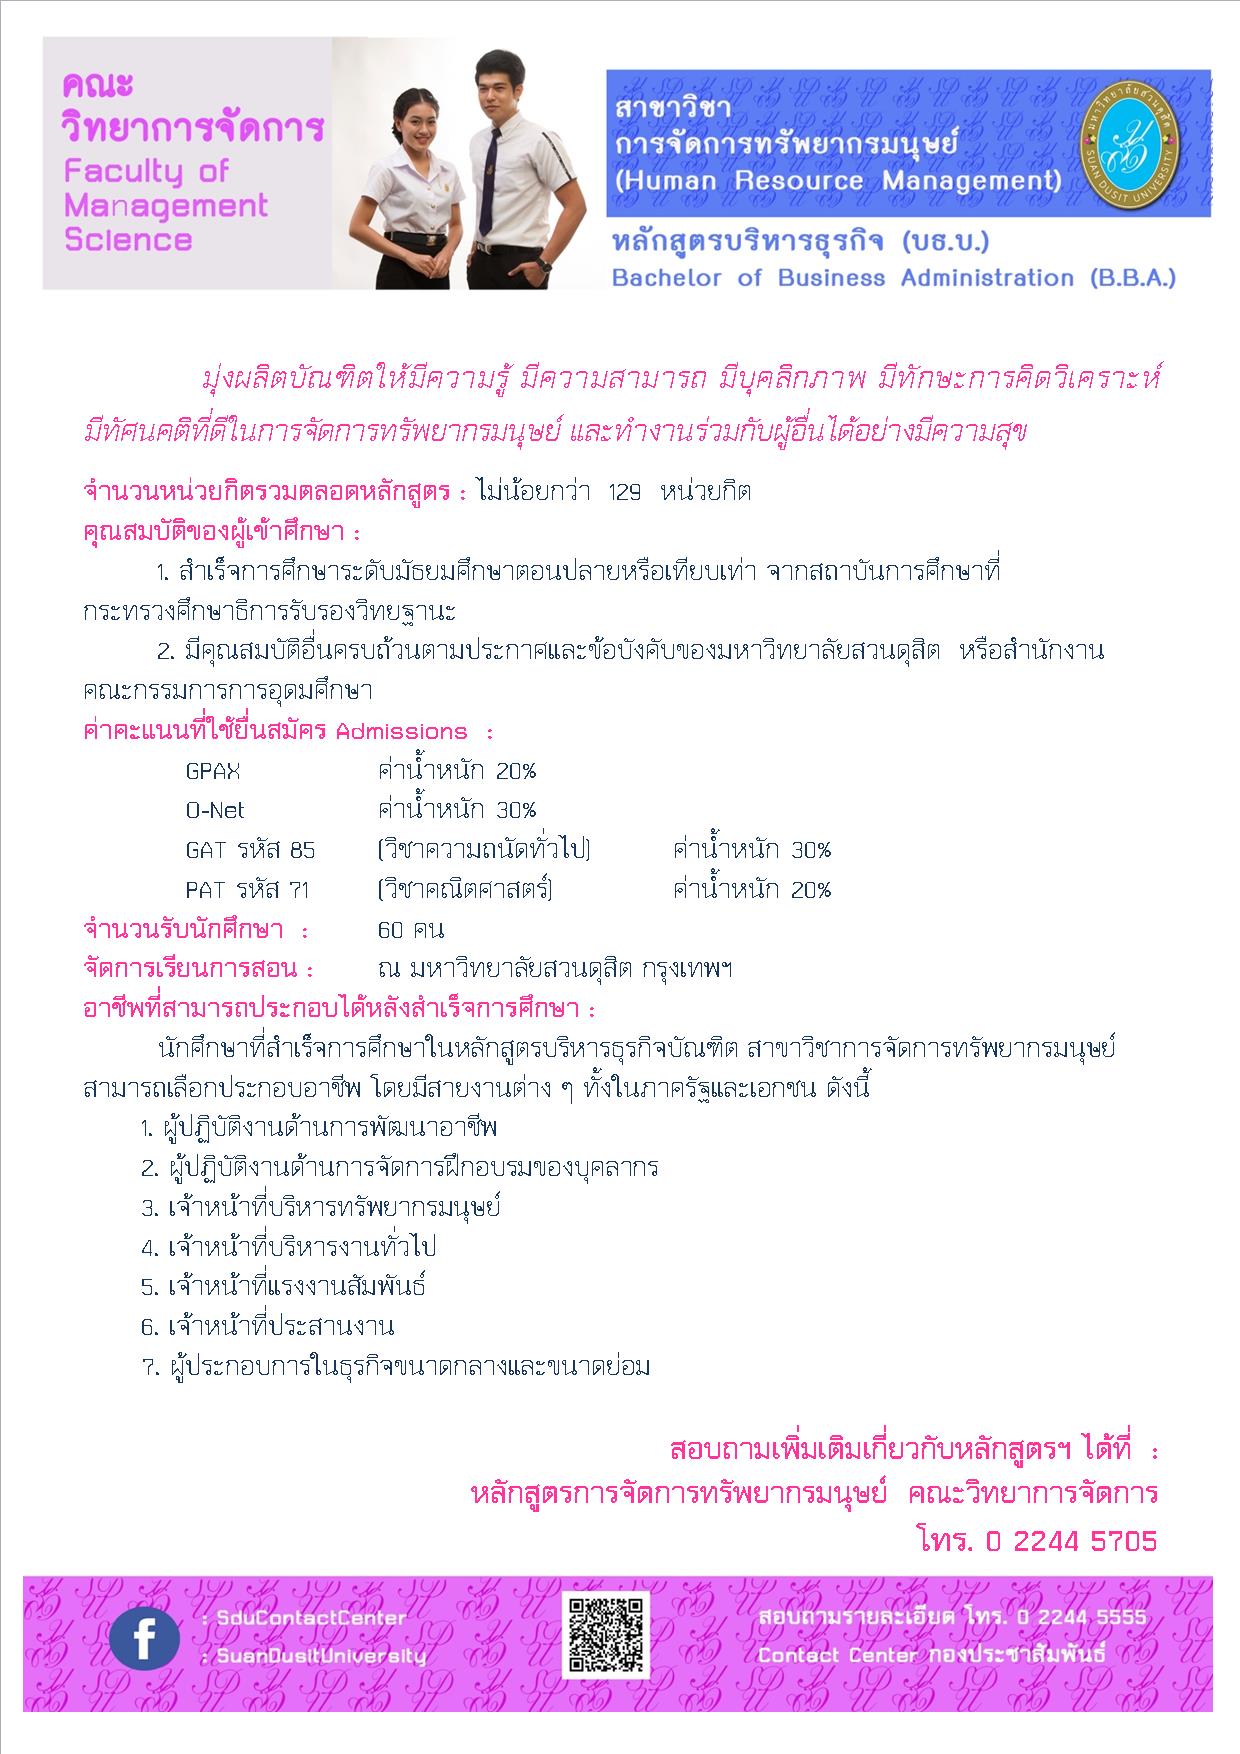 คณะ
วิทยาการจัดการ
Faculty of
Management
Science
สาขาวิชา
การจัดการทรัพยากรมนุษย์
(Human Resource Management)
มหาวิทยาลัยสวนดุสิต
SUAN DUSIT UNIVERSITY
หลักสูตรบริหารธุรกิจ (บธ.บ.)
Bachelor of Business Administration (B.B.A.)
มุ่งผลิตบัณฑิตให้มีความรู้ มีความสามารถ มีบุคลิกภาพ มีทักษะการคิดวิเคราะห์
มีทัศนคติที่ดีในการจัดการทรัพยากรมนุษย์ และทำงานร่วมกับผู้อื่นได้อย่างมีความสุข
จำนวนหน่วยกิตรวมตลอดหลักสูตร : ไม่น้อยกว่า 129 หน่วยกิต
คุณสมบัติของผู้เข้าศึกษา :
1. สำเร็จการศึกษาระดับมัธยมศึกษาตอนปลายหรือเทียบเท่า จากสถาบันการศึกษาที่
กระทรวงศึกษาธิการรับรองวิทยฐานะ
2. มีคุณสมบัติอื่นครบถ้วนตามประกาศและข้อบังคับของมหาวิทยาลัยสวนดุสิต หรือสำนักงาน
คณะกรรมการการอุดมศึกษา
ค่าคะแนนที่ใช้ยื่นสมัคร Admissions :
GPAX ค่าน้ำหนัก 20%
O-Net ค่าน้ำหนัก 30%
GAT รหัส 85 (วิชาความถนัดทั่วไป) ค่าน้ำหนัก 30%
PAT รหัส 71 (วิชาคณิตศาสตร์) ค่าน้ำหนัก 20%
จำนวนรับนักศึกษา : 60 คน
จัดการเรียนการสอน : ณ มหาวิทยาลัยสวนดุสิต กรุงเทพฯ
อาชีพที่สามารถประกอบได้หลังสำเร็จการศึกษา :
นักศึกษาที่สำเร็จการศึกษาในหลักสูตรบริหารธุรกิจบัณฑิต สาขาวิชาการจัดการทรัพยากรมนุษย์
สามารถเลือกประกอบอาชีพ โดยมีสายงานต่าง ๆ ทั้งในภาครัฐและเอกชน ดังนี้
1. ผู้ปฏิบัติงานด้านการพัฒนาอาชีพ
2. ผู้ปฏิบัติงานด้านการจัดการฝึกอบรมของบุคลากร
3. เจ้าหน้าที่บริหารทรัพยากรมนุษย์
4. เจ้าหน้าที่บริหารงานทั่วไป
5. เจ้าหน้าที่แรงงานสัมพันธ์
6. เจ้าหน้าที่ประสานงาน
7. ผู้ประกอบการในธุรกิจขนาดกลางและขนาดย่อม
สอบถามเพิ่มเติมเกี่ยวกับหลักสูตรฯ ได้ที่ :
หลักสูตรการจัดการทรัพยากรมนุษย์ คณะวิทยาการจัดการ
โทร. 0 2244 5705
f : SduContactCenter
: SuanDusitUniversity
สอบถามรายละเอียด โทร. 0 2244 5555
Contact Center กองประชาสัมพันธ์